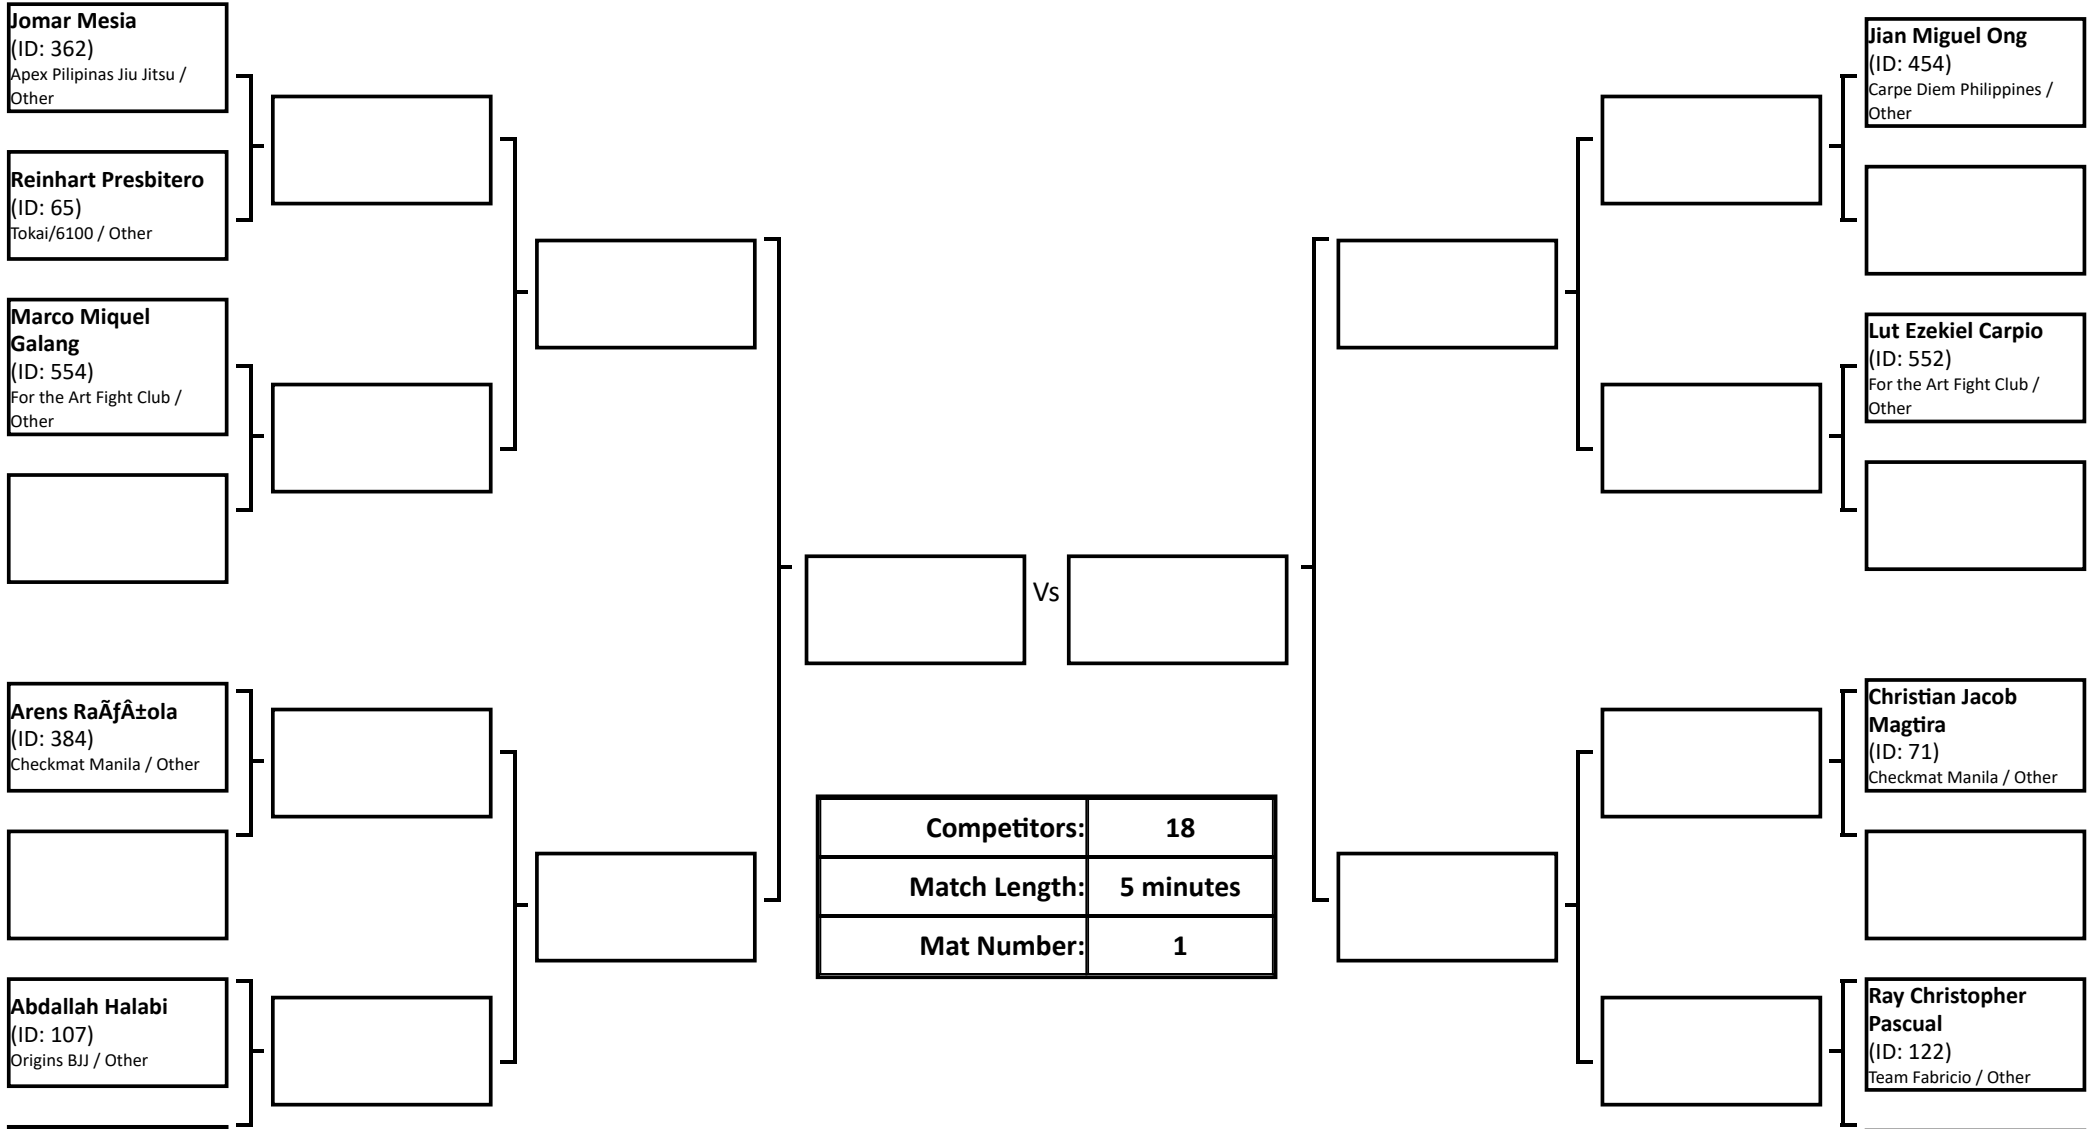 Jomar Mesia
(ID: 362)
Apex Pilipinas Jiu Jitsu /
Other
Reinhart Presbitero
(ID: 65)
Tokai/6100 / Other
Marco Miquel
Galang
(ID: 554)
For the Art Fight Club /
Other
Arens RaÃƒÂ±ola
(ID: 384)
Checkmat Manila / Other
Abdallah Halabi
(ID: 107)
Origins BJJ / Other
Vs
Competitors: 18
Match Length: 5 minutes
Mat Number: 1
Jian Miguel Ong
(ID: 454)
Carpe Diem Philippines /
Other
Lut Ezekiel Carpio
(ID: 552)
For the Art Fight Club /
Other
Christian Jacob
Magtira
(ID: 71)
Checkmat Manila / Other
Ray Christopher
Pascual
(ID: 122)
Team Fabricio / Other